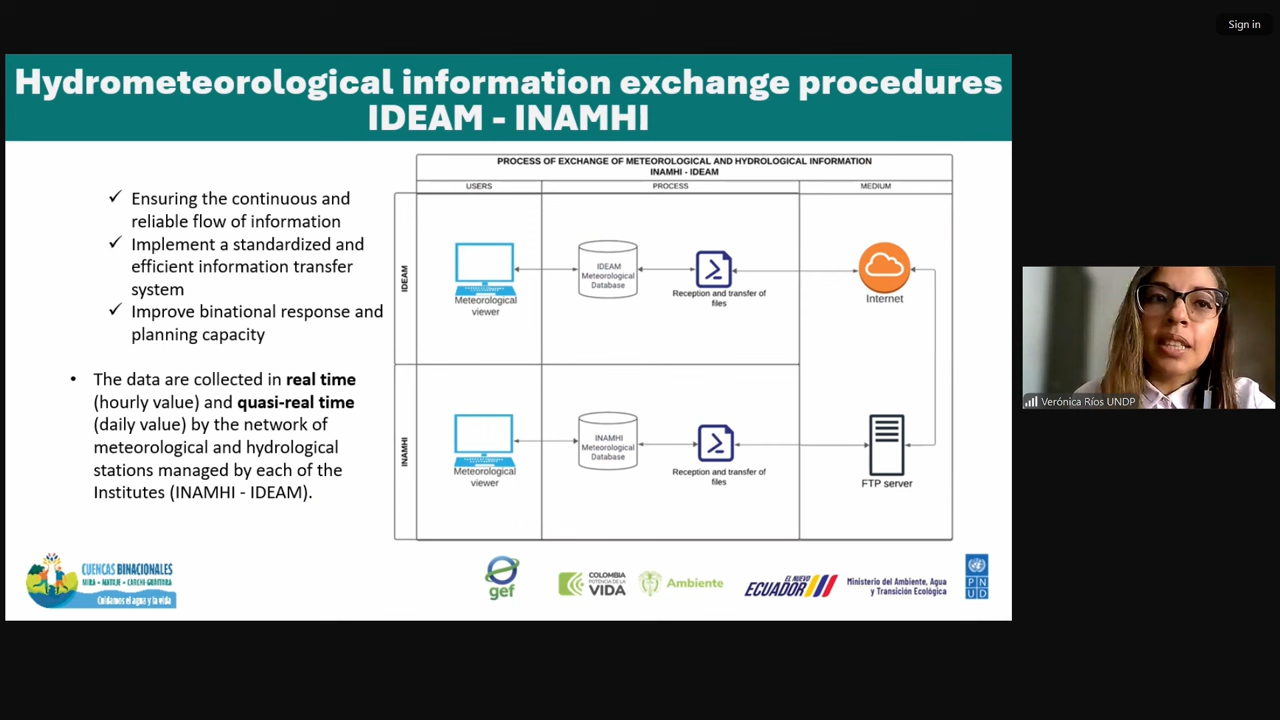 Sign in
Hydrometeorological information exchange procedures
IDEAM - INAMHI
✓ Ensuring the continuous and
reliable flow of information
✓ Implement a standardized and
efficient information transfer
system
✓ Improve binational response and
planning capacity
• The data are collected in real time
(hourly value) and quasi-real time
(daily value) by the network of
meteorological and hydrological
stations managed by each of the
Institutes (INAMHI - IDEAM).
PROCESS OF EXCHANGE OF METEOROLOGICAL AND HYDROLOGICAL INFORMATION
INAMHI - IDEAM
USERS
PROCESS
MEDIUM
IDEAM
Meteorological
viewer
IDEAM
Meteorological
Database
Reception and transfer of
files
Internet
INAMHI
Meteorological
viewer
INAMHI
Meteorological
Database
Reception and transfer of
files
FTP server
Verónica Ríos UNDP
CUENCAS BINACIONALES
MIRA - MATAJE - CARCHI-GUÁITARA
Cuidamos el agua y la vida
gef
COLOMBIA
POTENCIA DE LA
VIDA
Ambiente
EL NUEVO
ECUADOR
Ministerio del Ambiente, Agua
y Transición Ecológica
P N
U D